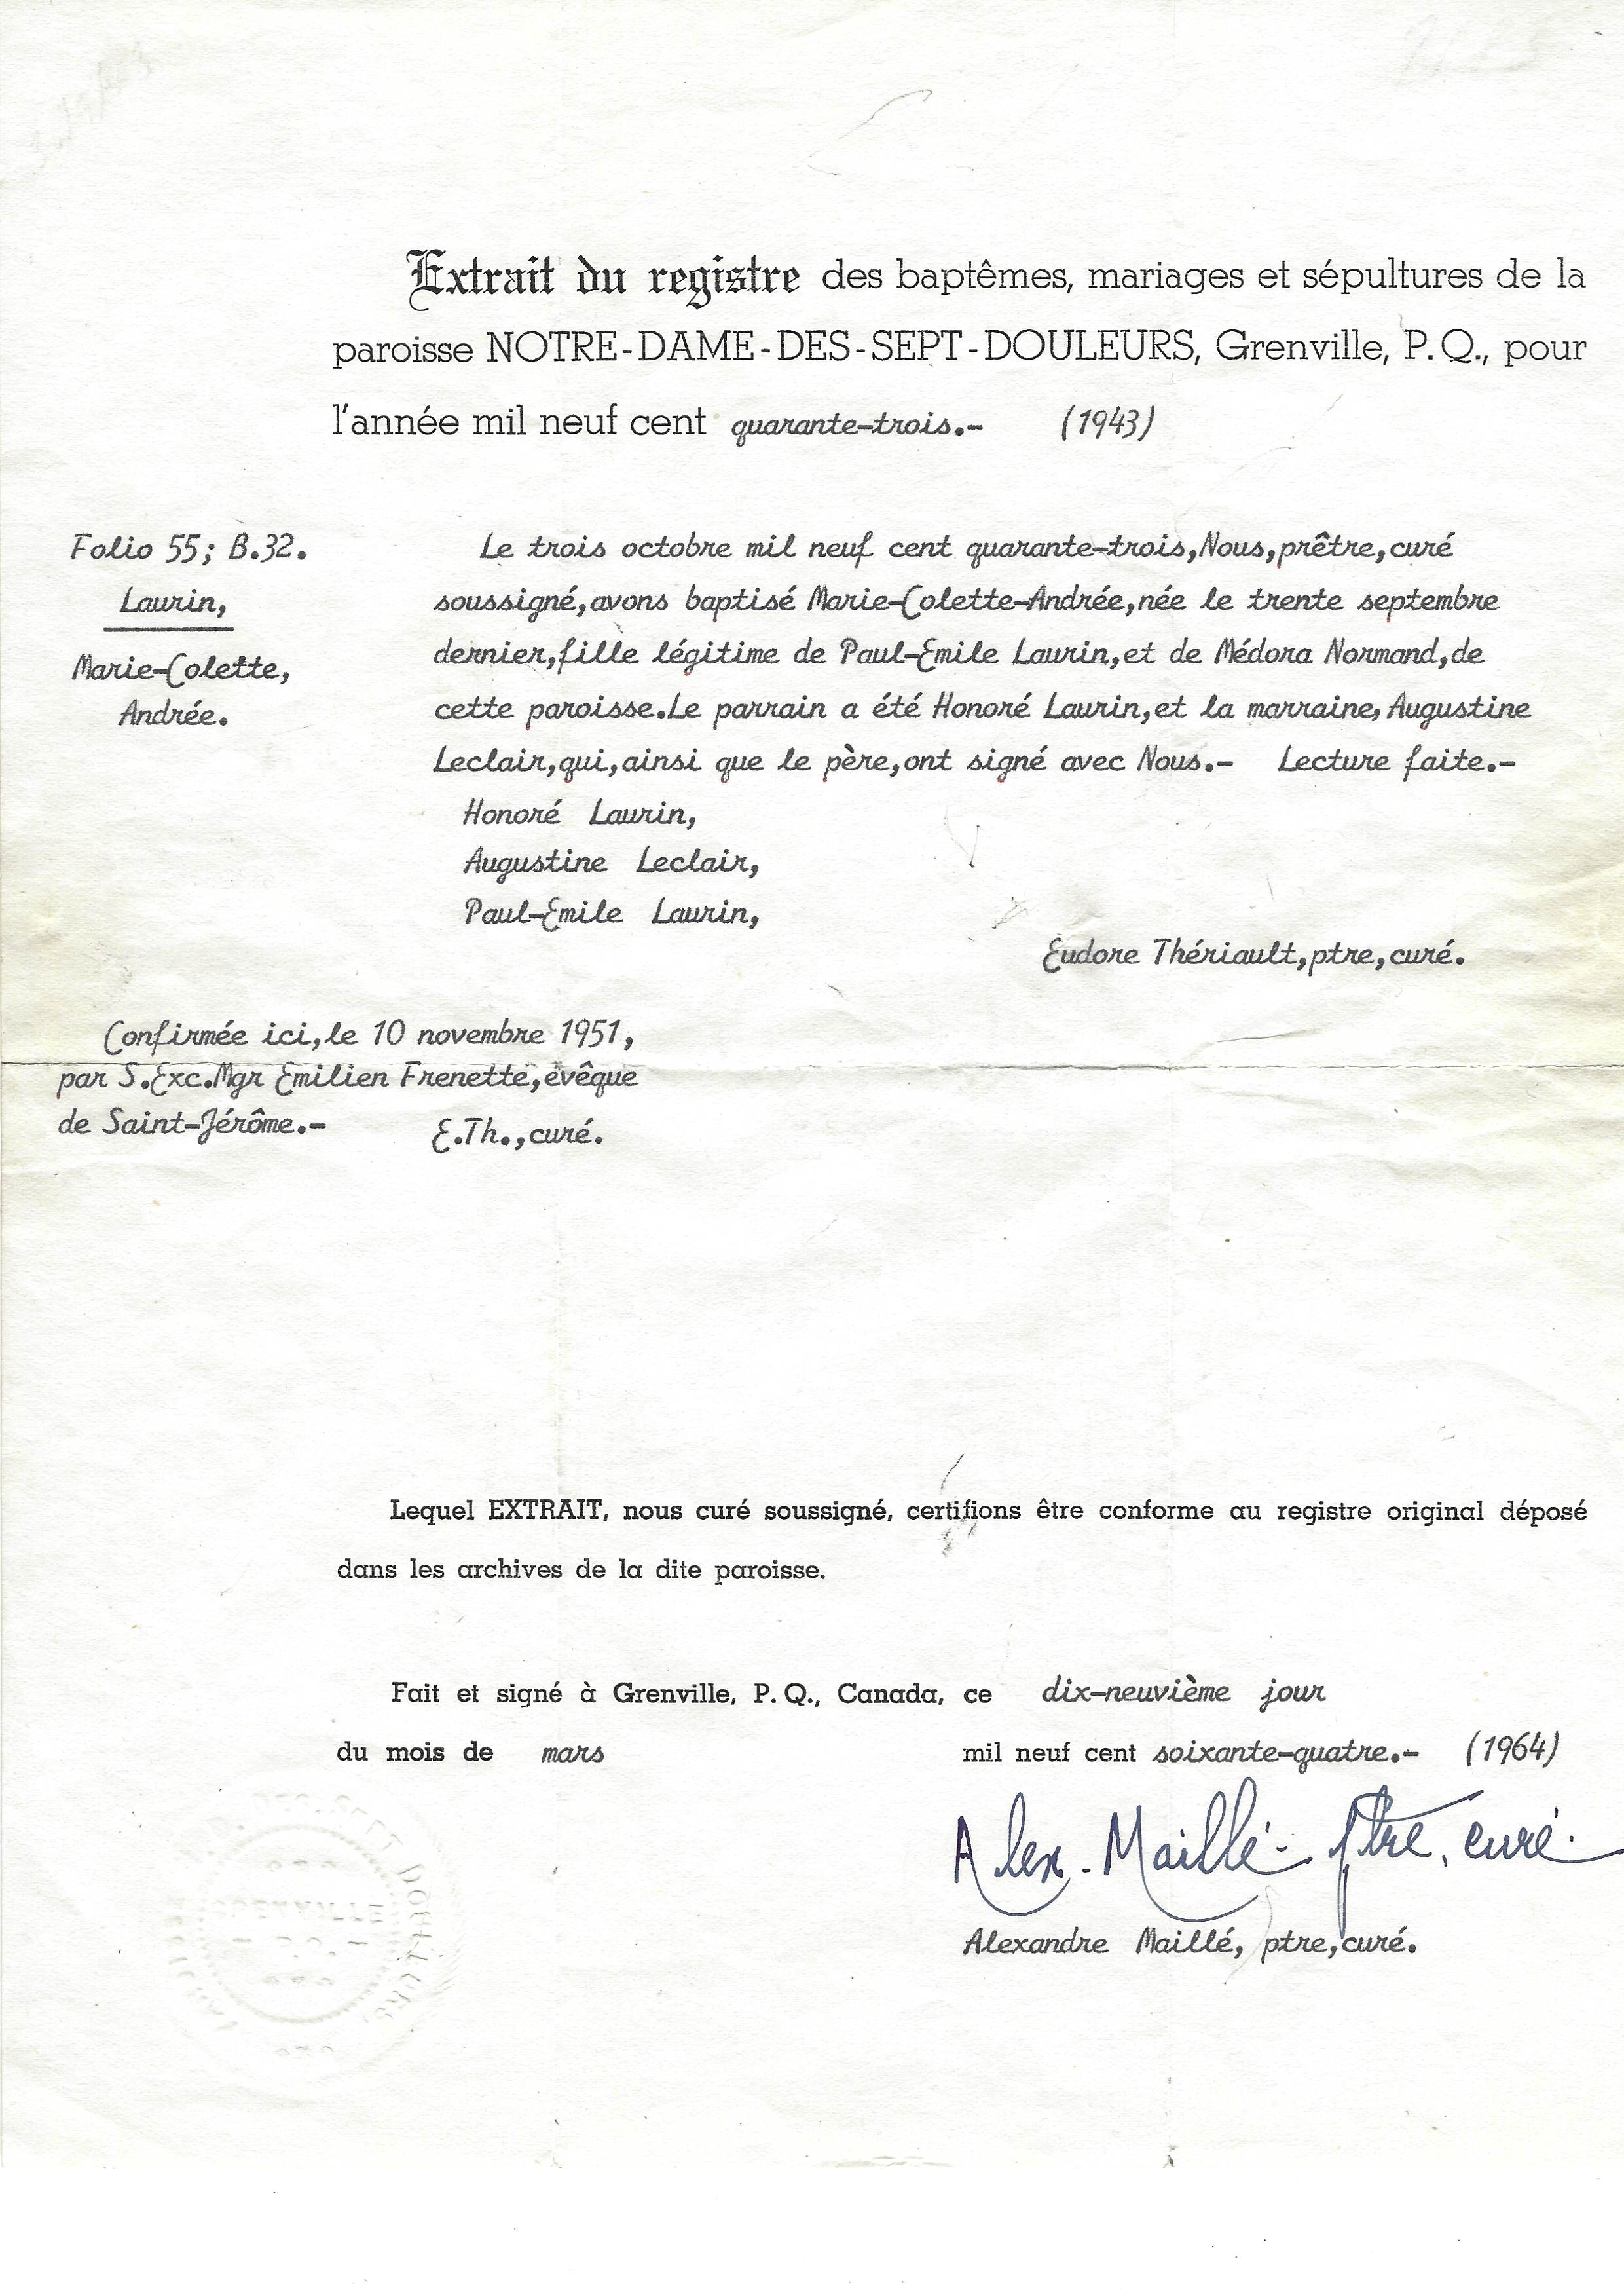 Extrait du registre des baptêmes, mariages et sépultures de la
paroisse NOTRE-DAME-DES-SEPT-DOULEURS, Grenville, P.Q., pour
l'année mil neuf cent quarante-trois.- (1943)
Folio 55; B.32.
Laurin,
Marie-Colette,
Andrée.
Le trois octobre mil neuf cent quarante-trois,Nous,prêtre,curé
soussigné,avons baptisé Marie-Colette-Andrée,née le trente septembre
dernier,fille légitime de Paul-Emile Laurin,et de Médora Normand,de
cette paroisse.Le parrain a été Honoré Laurin,et la marraine,Augustine
Leclair,qui,ainsi que le père,ont signé avec Nous.- Lecture faite.-
Honoré Laurin,
Augustine Leclair,
Paul-Emile Laurin,
Eudore Thériault,ptre,curé.
Confirmée ici,le 10 novembre 1951,
par S.Exc.Mgr Emilien Frenette,évêque
de Saint-Jérôme.- E.Th.,curé.
Lequel EXTRAIT, nous curé soussigné, certifions être conforme au registre original déposé
dans les archives de la dite paroisse.
Fait et signé à Grenville, P.Q., Canada, ce dix-neuvième jour
du mois de mars mil neuf cent soixante-quatre.- (1964)
Alex. Maillé ptre, curé.
Alexandre Maillé, ptre,curé.